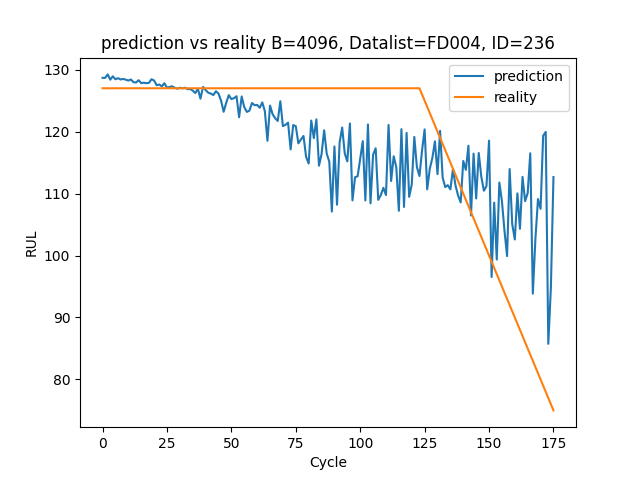 prediction vs reality B=4096, Datalist=FD004, ID=236
prediction
reality
RUL
130
120
110
100
90
80
0
25
50
75
100
125
150
175
Cycle